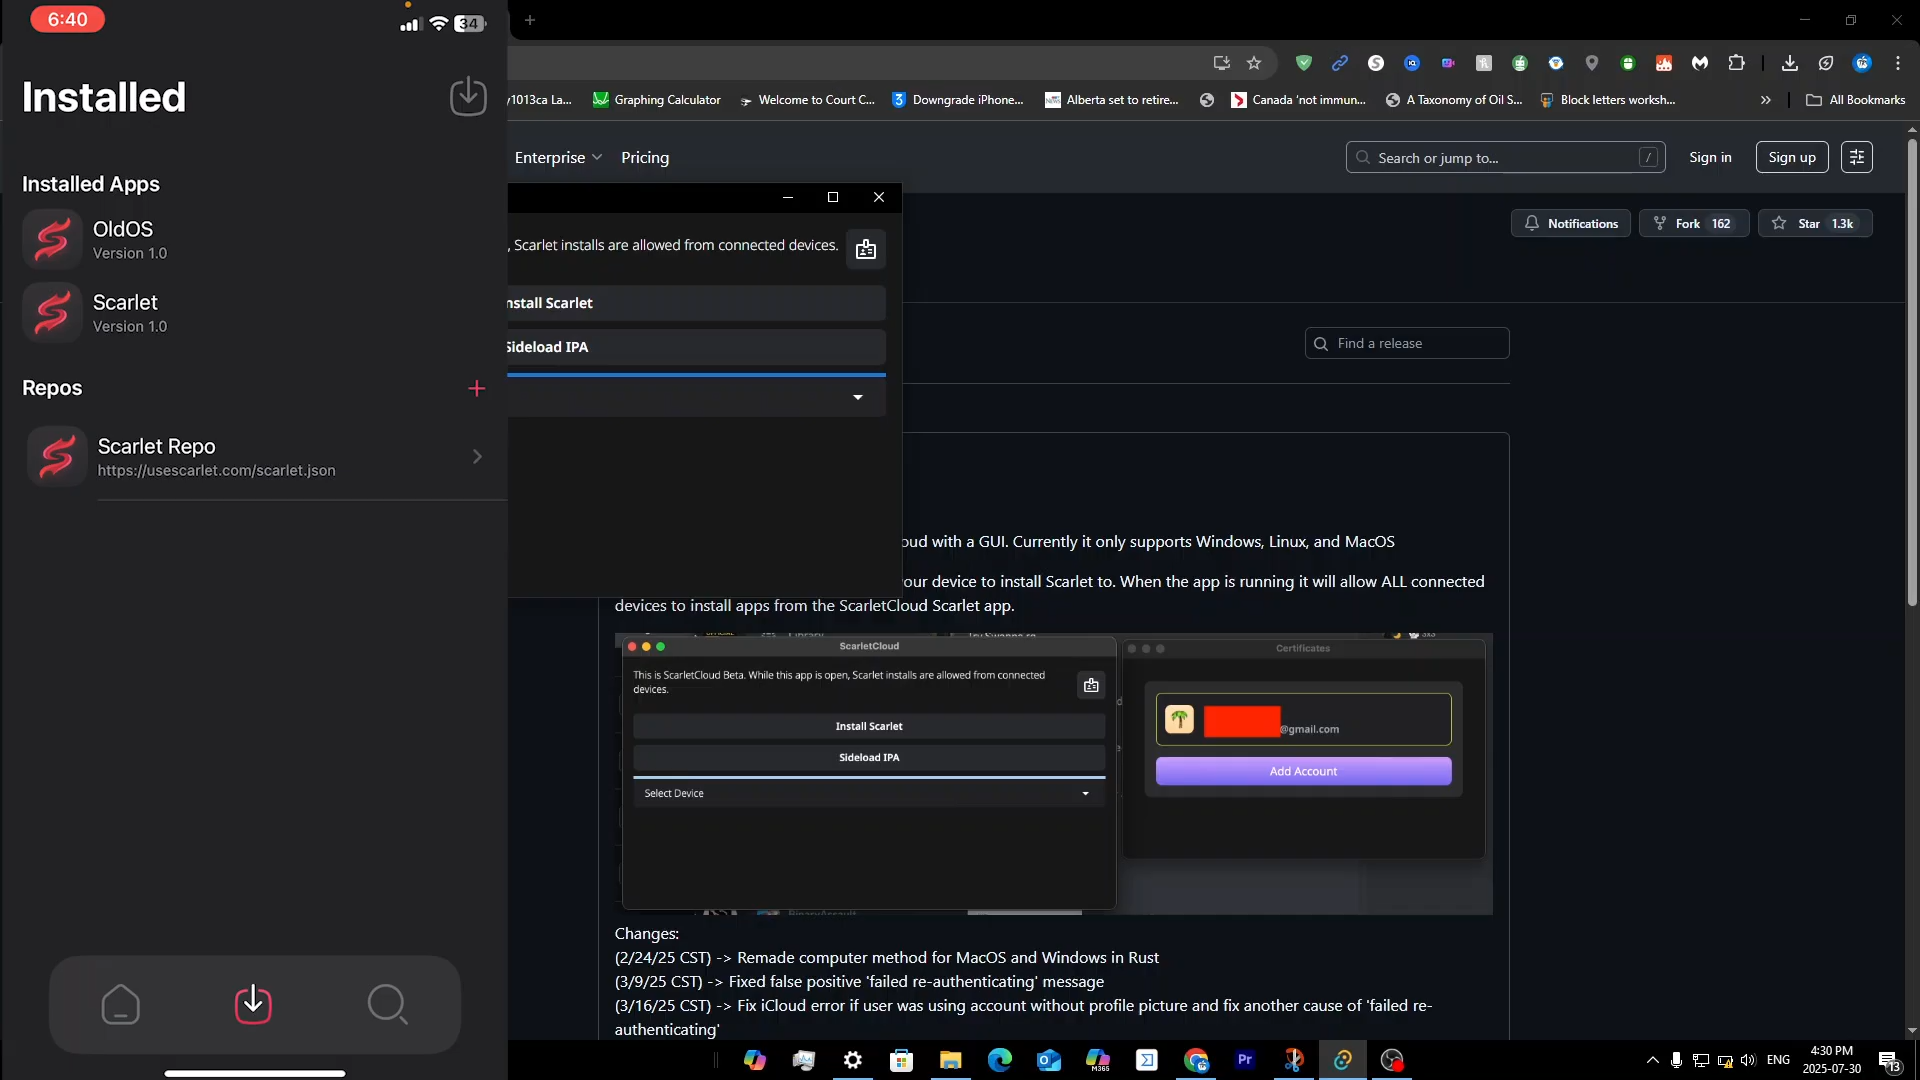 6:40
34
Installed
Installed Apps
OldOS
Version 1.0
Scarlet
Version 1.0
Repos
Scarlet Repo
https://usescarlet.com/scarlet.json
y1013ca La...
Graphing Calculator
Welcome to Court C...
Downgrade iPhone...
Alberta set to retire...
Canada 'not immun...
A Taxonomy of Oil S...
Block letters worksh...
All Bookmarks
Enterprise
Pricing
Search or jump to...
/
Sign in
Sign up
Notifications
Fork 162
Star 1.3k
Find a release
, Scarlet installs are allowed from connected devices.
nstall Scarlet
Sideload IPA
oud with a GUI. Currently it only supports Windows, Linux, and MacOS
our device to install Scarlet to. When the app is running it will allow ALL connected
devices to install apps from the ScarletCloud Scarlet app.
ScarletCloud
This is ScarletCloud Beta. While this app is open, Scarlet installs are allowed from connected
devices.
Install Scarlet
Sideload IPA
Select Device
Certificates
@gmail.com
Add Account
Changes:
(2/24/25 CST) -> Remade computer method for MacOS and Windows in Rust
(3/9/25 CST) -> Fixed false positive 'failed re-authenticating' message
(3/16/25 CST) -> Fix iCloud error if user was using account without profile picture and fix another cause of 'failed re-
authenticating'
M365
Pr
ENG
4:30 PM
2025-07-30
13